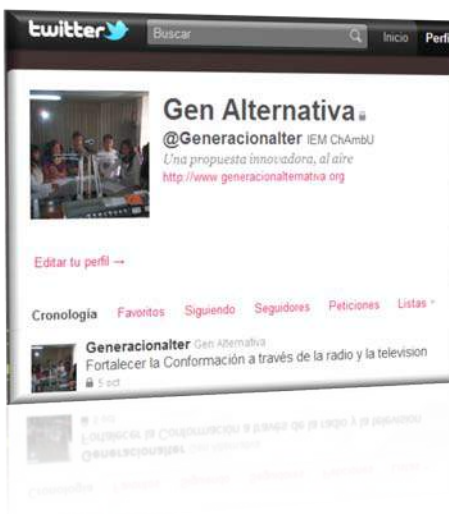 twitter
Buscar
Inicio Perfi
Gen Alternativa
@Generacionalter IEM ChAmbU
Una propuesta innovadora, al aire
http://www.generacionalternativa.org
Editar tu perfil →
Cronología Favoritos Siguiendo Seguidores Peticiones Listas
Generacionalter Gen Alternativa
Fortalecer la Conformación a través de la radio y la television
5 oct